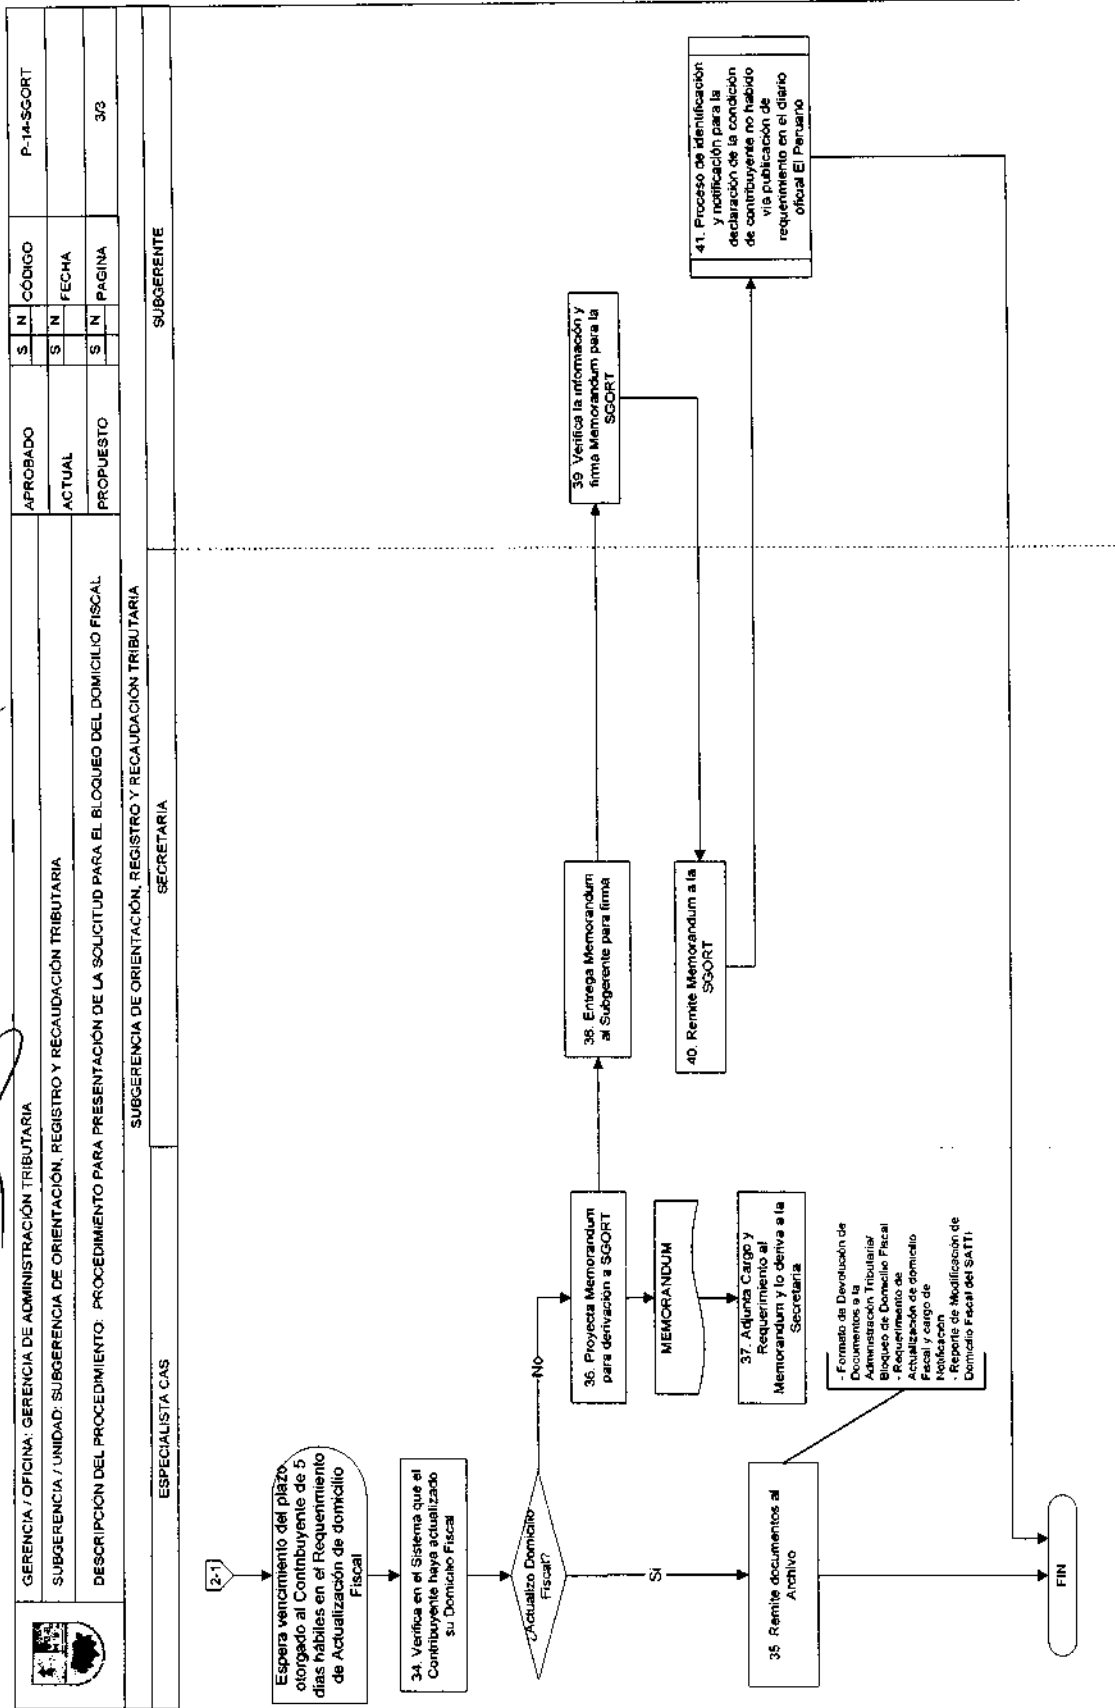 GERENCIA / OFICINA: GERENCIA DE ADMINISTRACIÓN TRIBUTARIA
APROBADO
S
N
CÓDIGO
P-14-SGORT
SUBGERENCIA / UNIDAD: SUBGERENCIA DE ORIENTACIÓN, REGISTRO Y RECAUDACIÓN TRIBUTARIA
ACTUAL
S
N
FECHA
DESCRIPCIÓN DEL PROCEDIMIENTO: PROCEDIMIENTO PARA PRESENTACIÓN DE LA SOLICITUD PARA EL BLOQUEO DEL DOMICILIO FISCAL
PROPUESTO
S
N
PAGINA
3/3
SUBGERENCIA DE ORIENTACIÓN, REGISTRO Y RECAUDACIÓN TRIBUTARIA
ESPECIALISTA CAS
SECRETARIA
SUBGERENTE
2-1
Espera vencimiento del plazo
otorgado al Contribuyente de 5
días hábiles en el Requerimiento
de Actualización de domicilio
Fiscal
34. Verifica en el Sistema que el
Contribuyente haya actualizado
su Domicilio Fiscal
¿Actualizo Domicilio
Fiscal?
No
Si
35 Remite documentos al
Archivo
- Formato de Devolución de
Documentos a la
Administración Tributaria/
Bloqueo de Domicilio Fiscal
- Requerimento de
Actualización de domicilio
Fiscal y cargo de
Notificación
- Reporte de Modificación de
Domicilio Fiscal del SATTI
36. Proyecta Memorandum
para derivación a SGORT
MEMORANDUM
37. Adjunta Cargo y
Requerimiento al
Memorandum y lo deriva a la
Secretaria
38. Entrega Memorandum
al Subgerente para firma
39 Verifica la información y
firma Memorandum para la
SGORT
40. Remite Memorandum a la
SGORT
41. Proceso de identificación
y notificación para la
declaración de la condición
de contribuyente no habido
via publicación de
requerimiento en el diario
oficial El Peruano
FIN